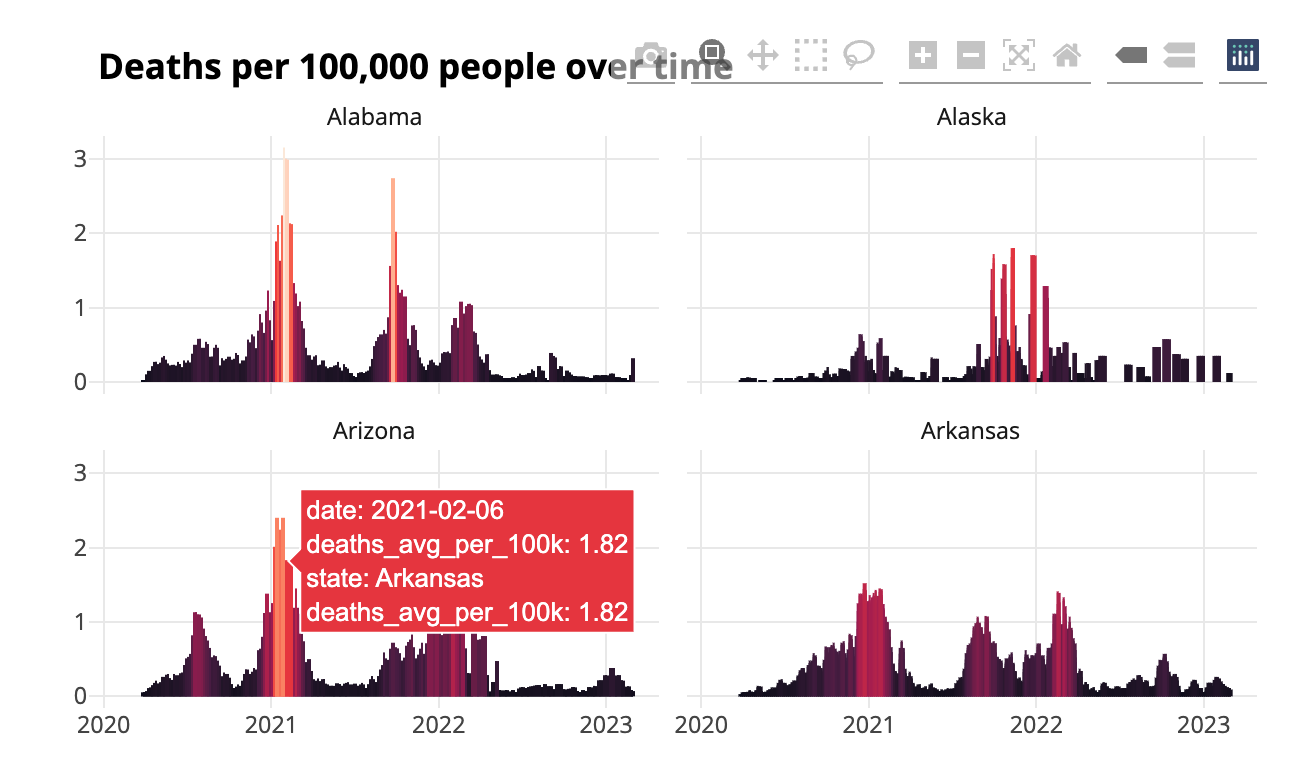 Deaths per 100,000 people over time
Alabama
Alaska
3
2
1
0
Arizona
Arkansas
3
2
1
0
date: 2021-02-06
deaths_avg_per_100k: 1.82
state: Arkansas
deaths_avg_per_100k: 1.82
2020 2021 2022 2023 2020 2021 2022 2023